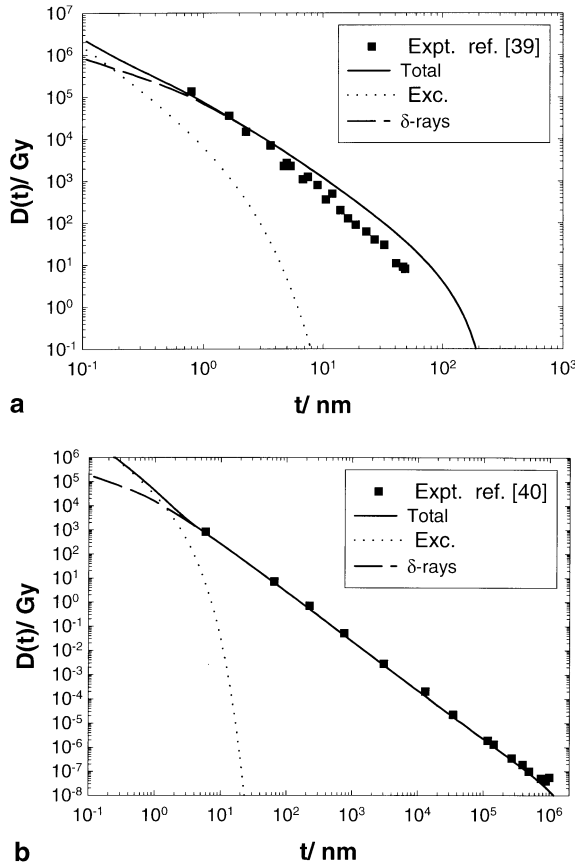 10^7
10^6
10^5
10^4
10^3
10^2
10^1
10^0
10^-1
D(t)/ Gy
Expt. ref. [39]
Total
Exc.
δ-rays
10^-1 10^0 10^1 10^2 10^3
t/ nm
a
10^6
10^5
10^4
10^3
10^2
10^1
10^0
10^-1
10^-2
10^-3
10^-4
10^-5
10^-6
10^-7
10^-8
D(t)/ Gy
Expt. ref. [40]
Total
Exc.
δ-rays
10^-1 10^0 10^1 10^2 10^3 10^4 10^5 10^6
t/ nm
b